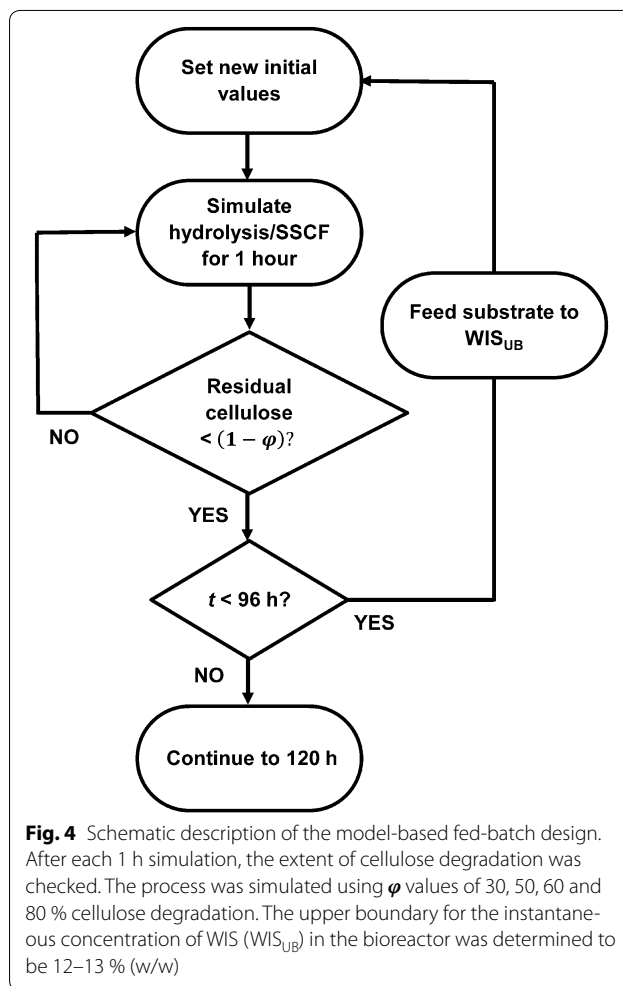 Set new initial
values
Simulate
hydrolysis/SSCF
for 1 hour
Feed substrate to
WIS_UB
Residual
cellulose
< (1 − φ)?
NO
YES
t < 96 h?
YES
NO
Continue to 120 h
Fig. 4 Schematic description of the model-based fed-batch design.
After each 1 h simulation, the extent of cellulose degradation was
checked. The process was simulated using φ values of 30, 50, 60 and
80 % cellulose degradation. The upper boundary for the instantane-
ous concentration of WIS (WIS_UB) in the bioreactor was determined to
be 12–13 % (w/w)